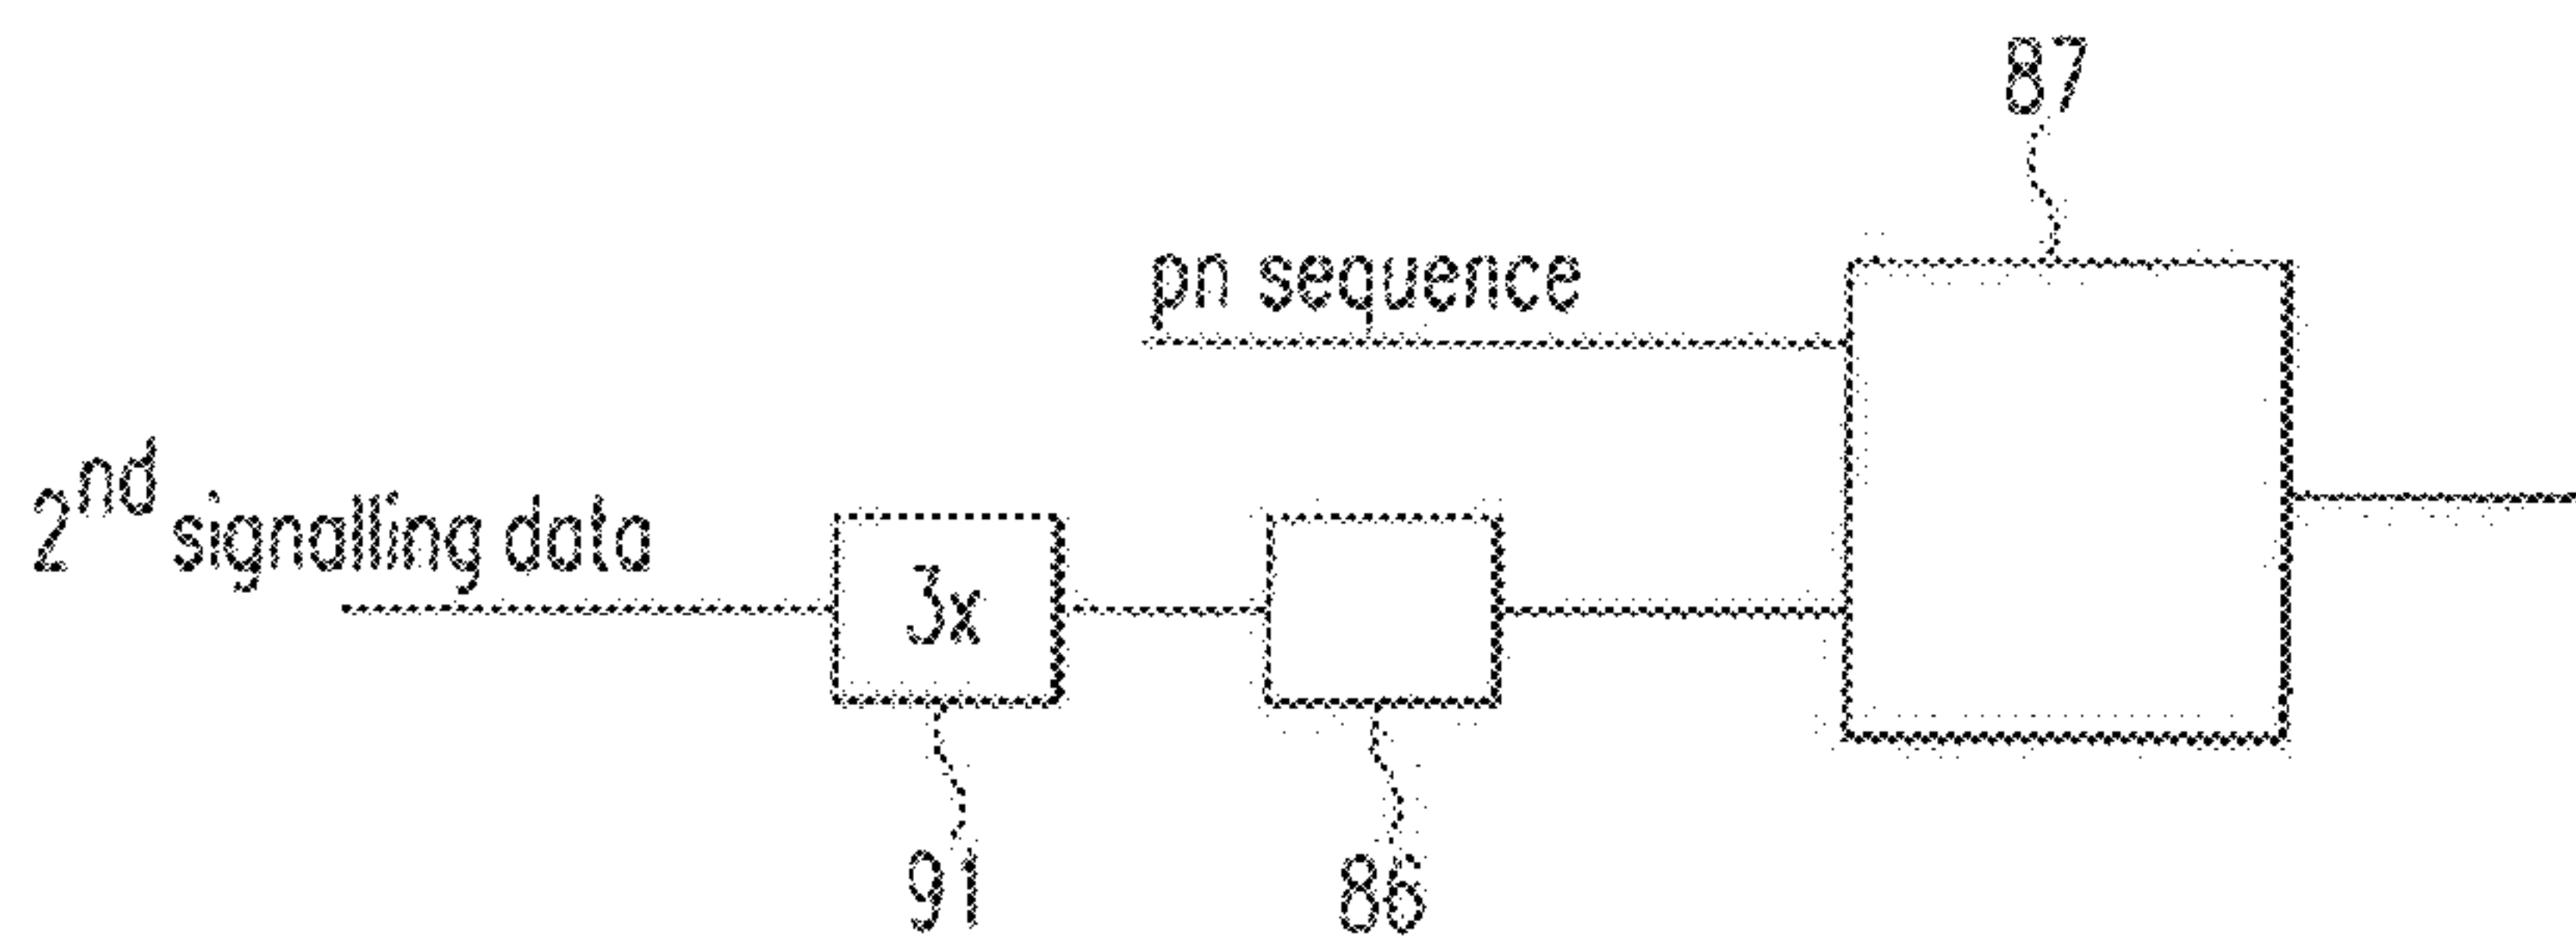 87
pn sequence
2nd signalling data
3x
91
86